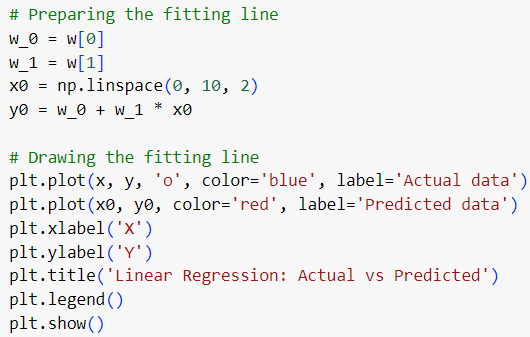 # Preparing the fitting line
w_0 = w[0]
w_1 = w[1]
x0 = np.linspace(0, 10, 2)
y0 = w_0 + w_1 * x0
# Drawing the fitting line
plt.plot(x, y, 'o', color='blue', label='Actual data')
plt.plot(x0, y0, color='red', label='Predicted data')
plt.xlabel('X')
plt.ylabel('Y')
plt.title('Linear Regression: Actual vs Predicted')
plt.legend()
plt.show()